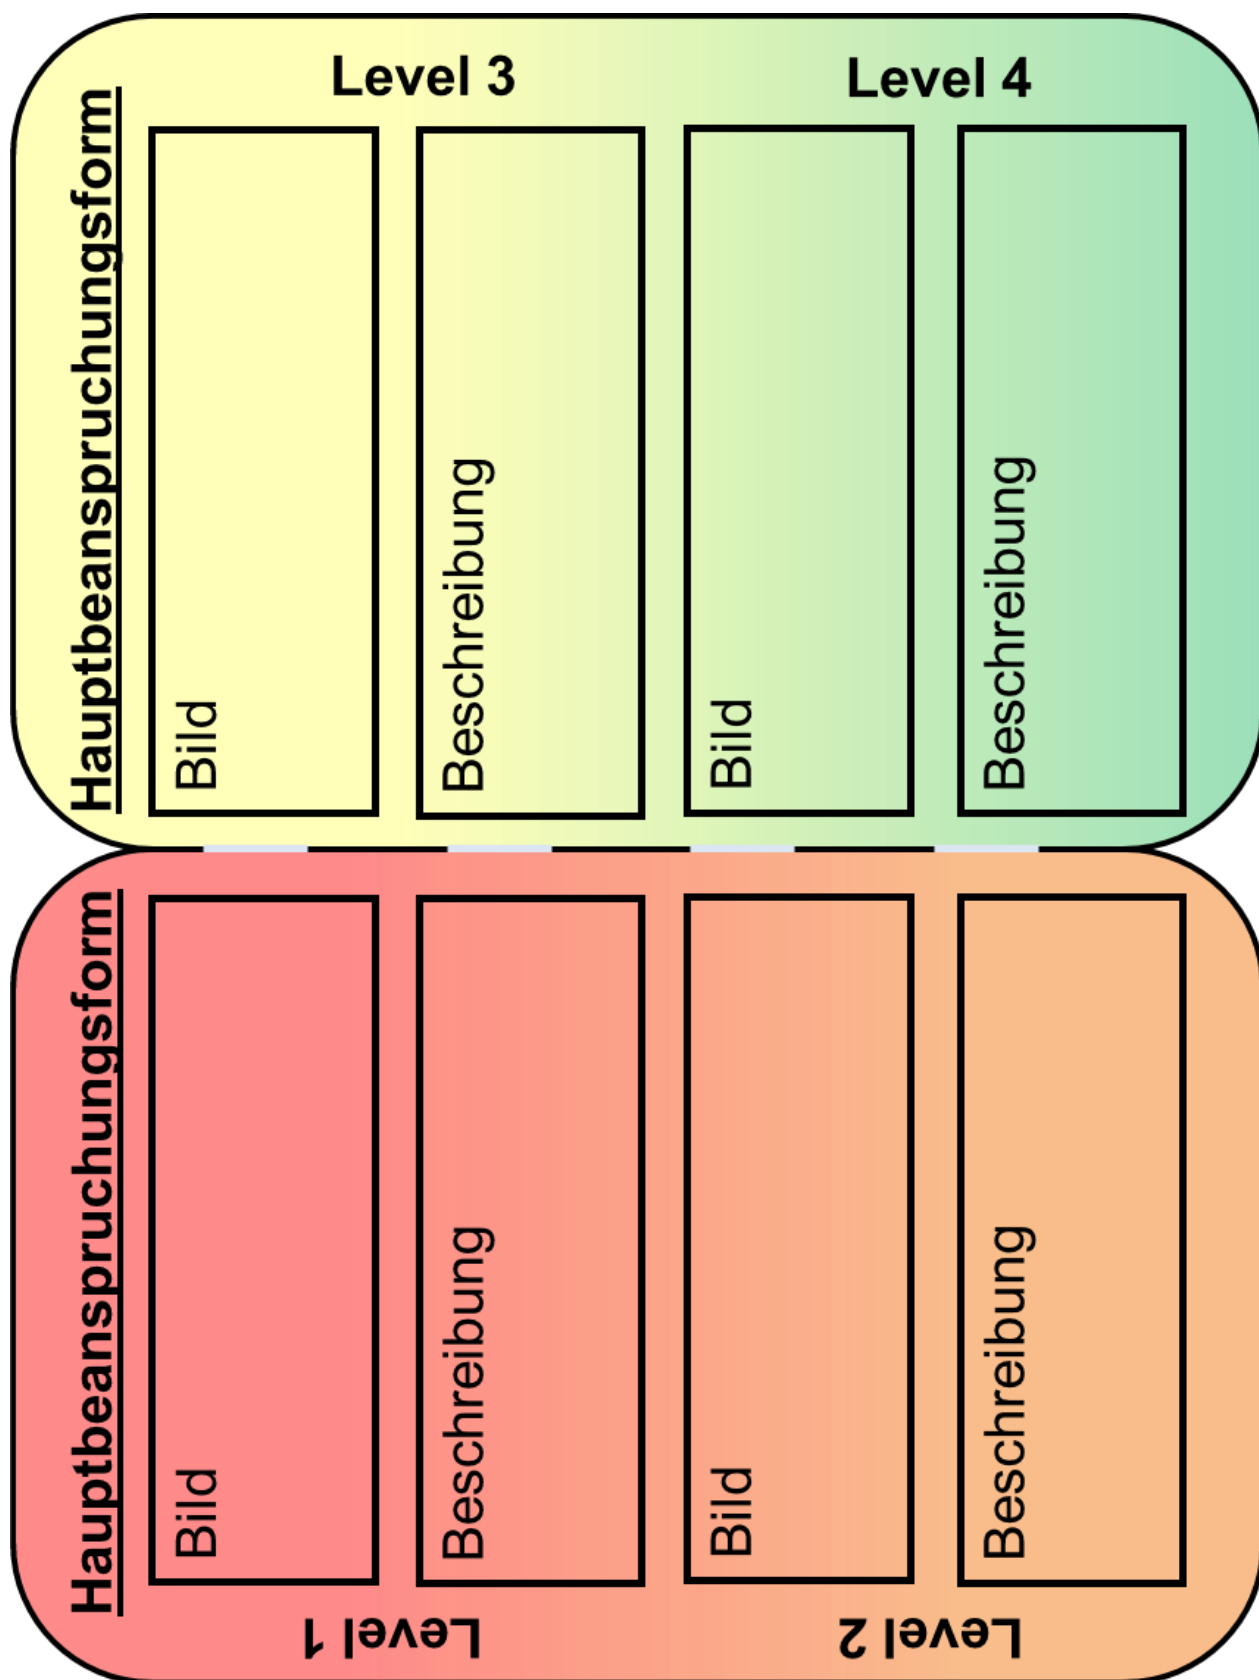 Hauptbeanspruchungsform
Level 1
Bild
Beschreibung
Level 2
Bild
Beschreibung
Hauptbeanspruchungsform
Level 3
Bild
Beschreibung
Level 4
Bild
Beschreibung